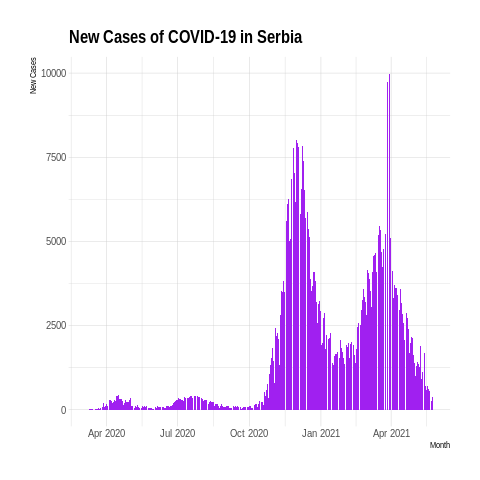 New Cases of COVID-19 in Serbia
New Cases
10000
7500
5000
2500
0
Apr 2020
Jul 2020
Oct 2020
Jan 2021
Apr 2021
Month